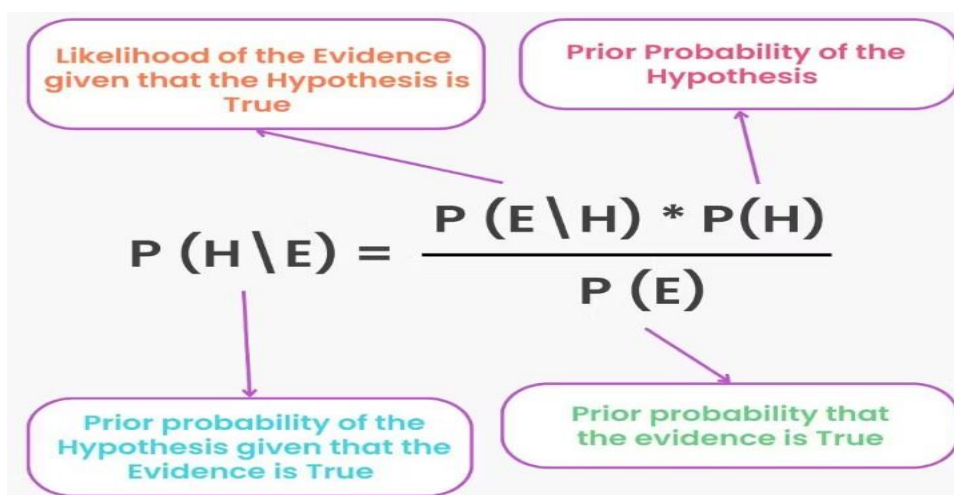 Likelihood of the Evidence
given that the Hypothesis is
True
Prior Probability of the
Hypothesis
P (E\H) * P(H)
P (H\E) =
P (E)
Prior probability of the
Hypothesis given that the
Evidence is True
Prior probability that
the evidence is True